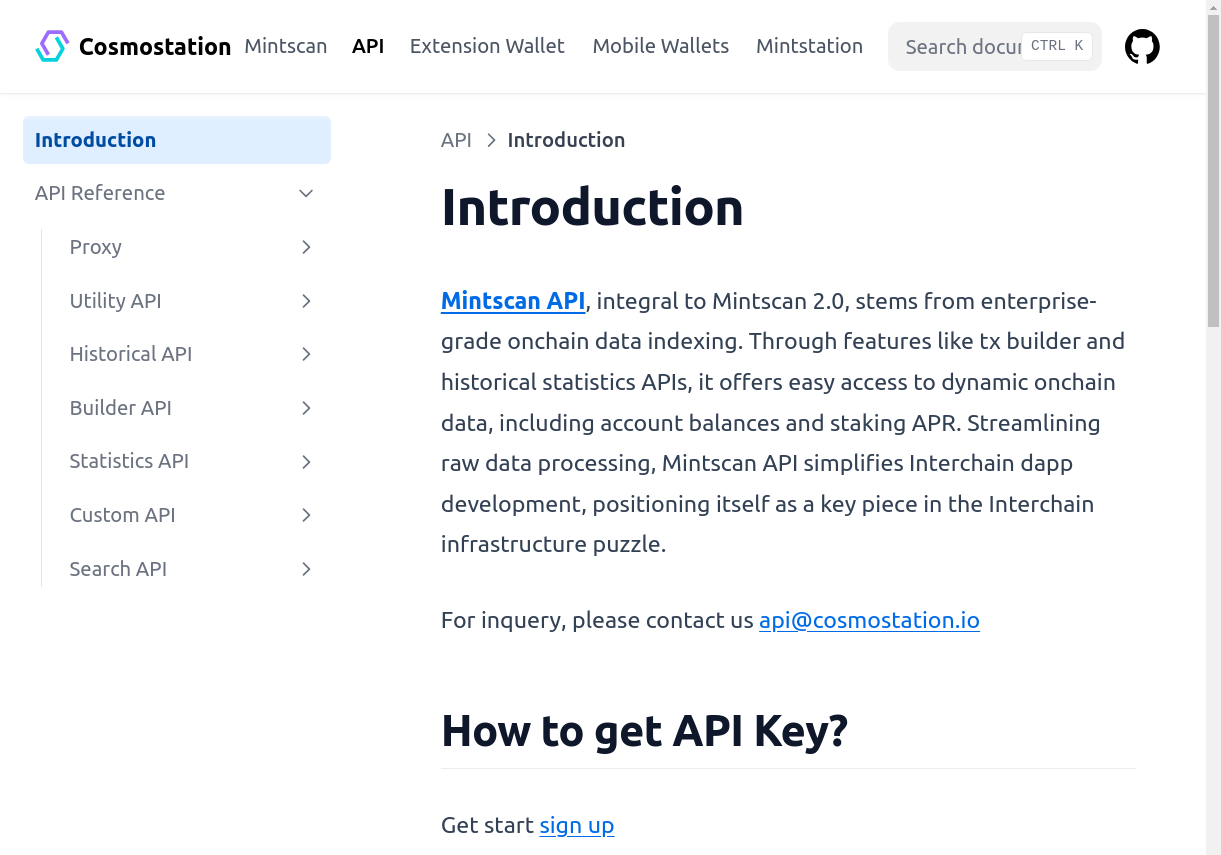 Cosmostation Mintscan API Extension Wallet Mobile Wallets Mintstation Search docur CTRL K
Introduction
API Reference
Proxy
Utility API
Historical API
Builder API
Statistics API
Custom API
Search API
API > Introduction
Introduction
Mintscan API, integral to Mintscan 2.0, stems from enterprise-
grade onchain data indexing. Through features like tx builder and
historical statistics APIs, it offers easy access to dynamic onchain
data, including account balances and staking APR. Streamlining
raw data processing, Mintscan API simplifies Interchain dapp
development, positioning itself as a key piece in the Interchain
infrastructure puzzle.
For inquery, please contact us api@cosmostation.io
How to get API Key?
Get start sign up